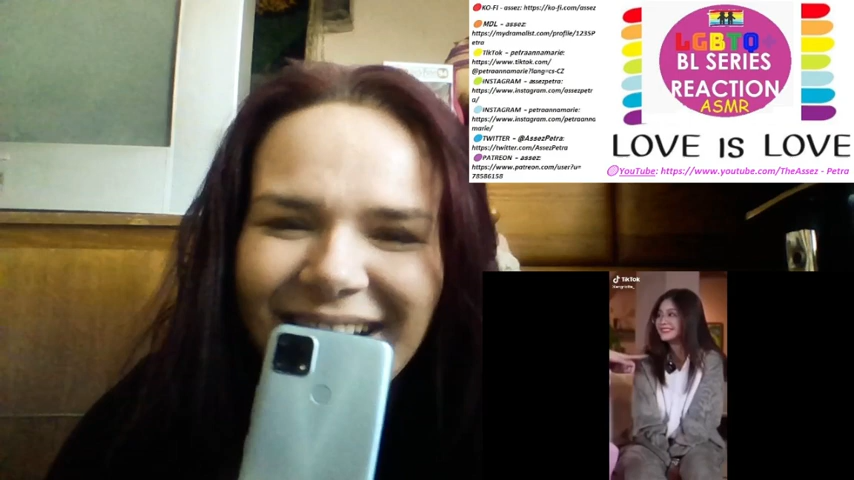 KO-FI - assez: https://ko-fi.com/assez
MDL - assez:
https://mydramalist.com/profile/1235P
etra
TikTok - petraannamarie:
https://www.tiktok.com/
@petraannamarie?lang=cs-CZ
INSTAGRAM - assezpetra:
https://www.instagram.com/assezpetr
a/
INSTAGRAM - petraannamarie:
https://www.instagram.com/petraanna
marie/
TWITTER - @AssezPetra:
https://twitter.com/AssezPetra
PATREON - assez:
https://www.patreon.com/user?u=
78586158
LGBTQ+
BL SERIES
REACTION
ASMR
LOVE IS LOVE
YouTube: https://www.youtube.com/TheAssez - Petra
TikTok